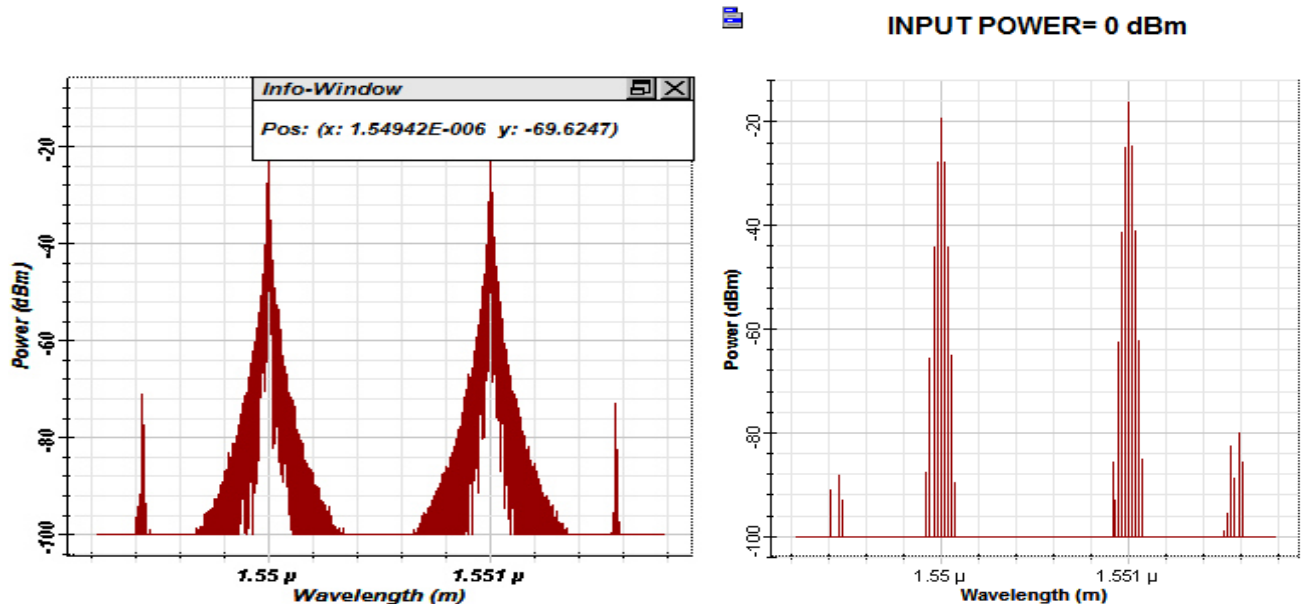 INPUT POWER= 0 dBm
Info-Window
Pos: (x: 1.54942E-006 y: -69.6247)
-20
-40
-60
-80
-100
Power (dBm)
1.55 µ
1.551 µ
Wavelength (m)
-20
-40
-60
-80
-100
Power (dBm)
1.55 µ
1.551 µ
Wavelength (m)